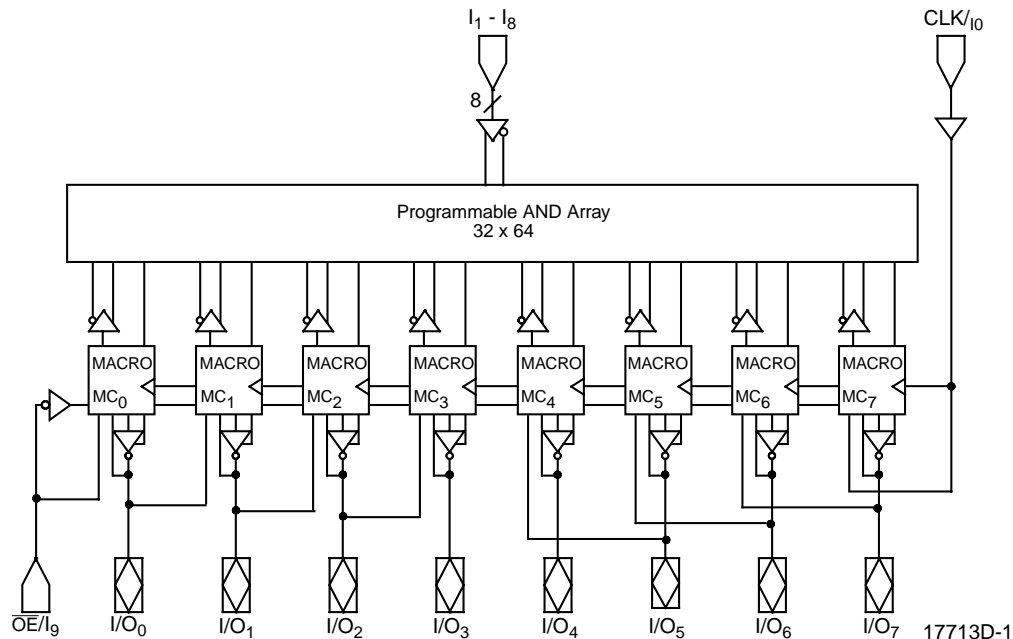 I1 - I8
CLK/I0
8
Programmable AND Array
32 x 64
MACRO MACRO MACRO MACRO MACRO MACRO MACRO MACRO
MC0 MC1 MC2 MC3 MC4 MC5 MC6 MC7
OE/I9 I/O0 I/O1 I/O2 I/O3 I/O4 I/O5 I/O6 I/O7
17713D-1